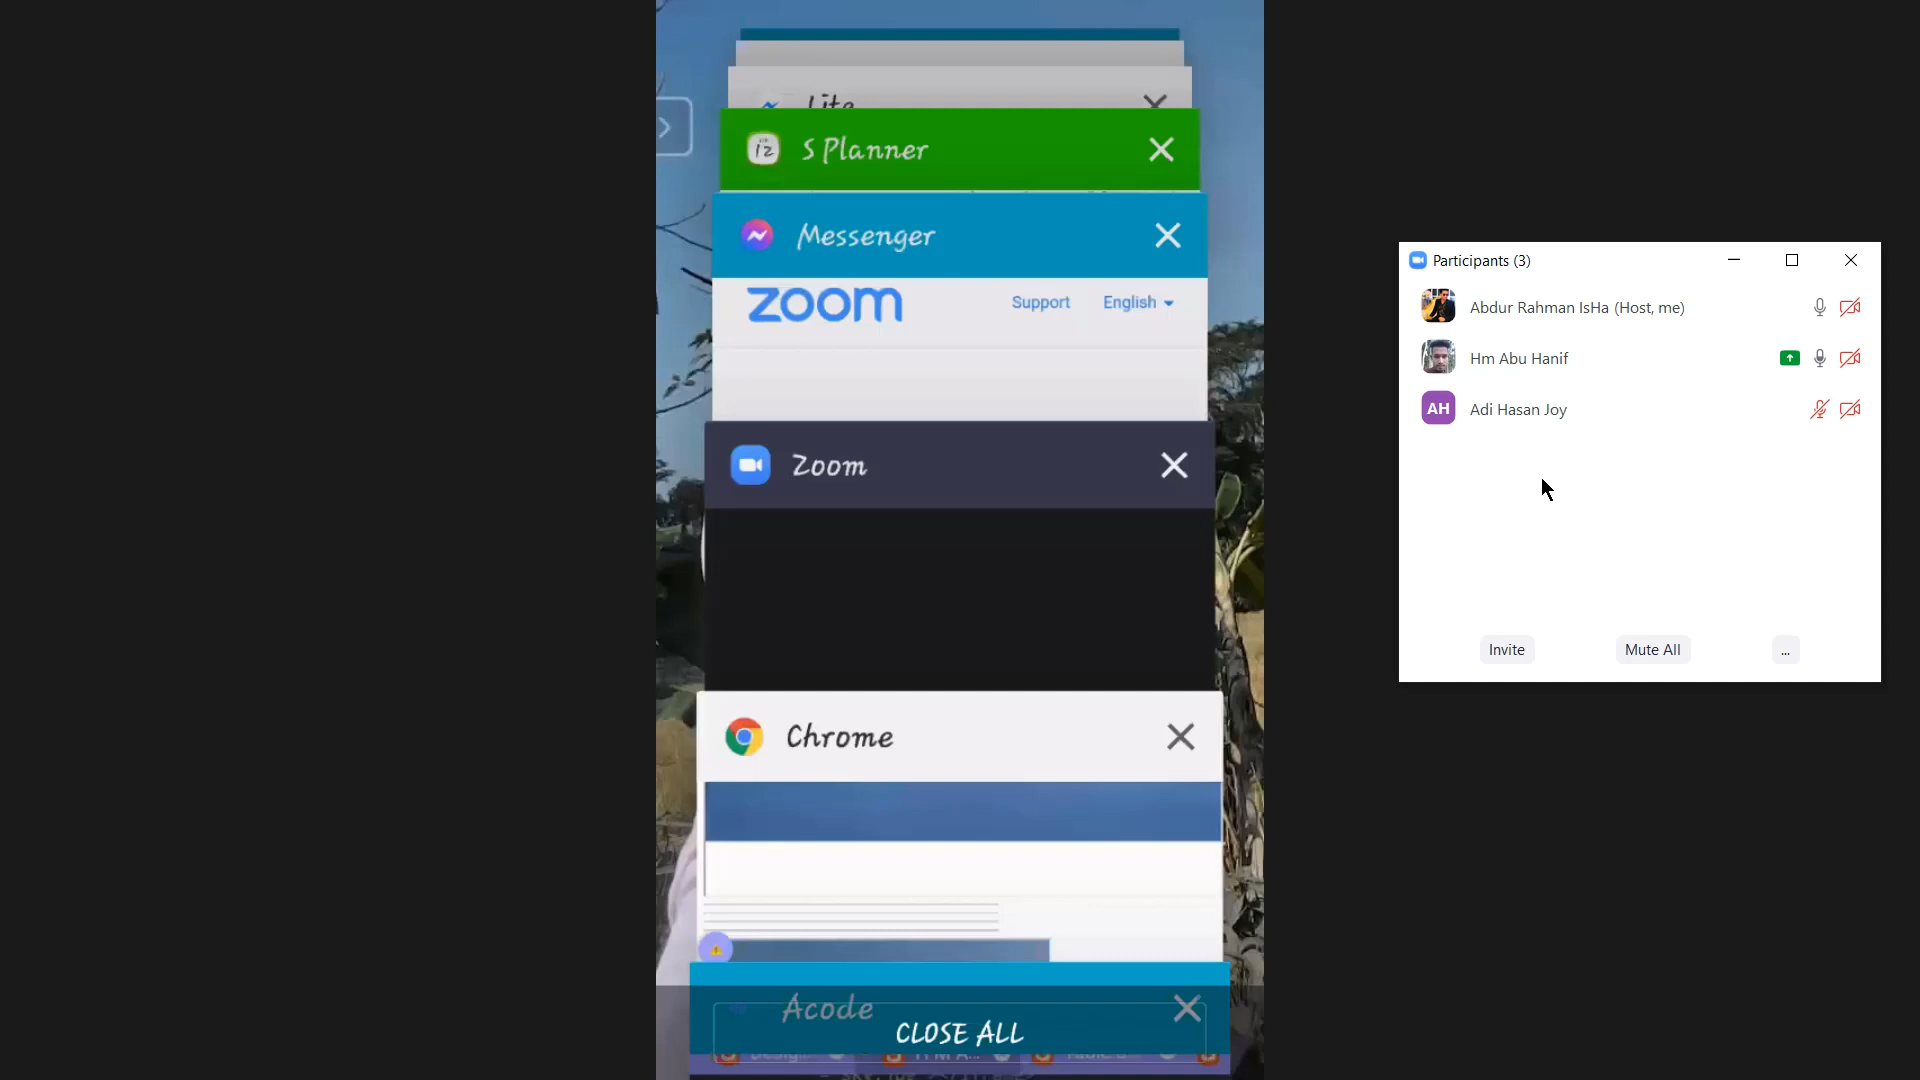 Lite
12
S Planner
Messenger
zoom
Support
English
Zoom
Chrome
Acode
CLOSE ALL
Participants (3)
Abdur Rahman IsHa (Host, me)
Hm Abu Hanif
AH
Adi Hasan Joy
Invite
Mute All
...